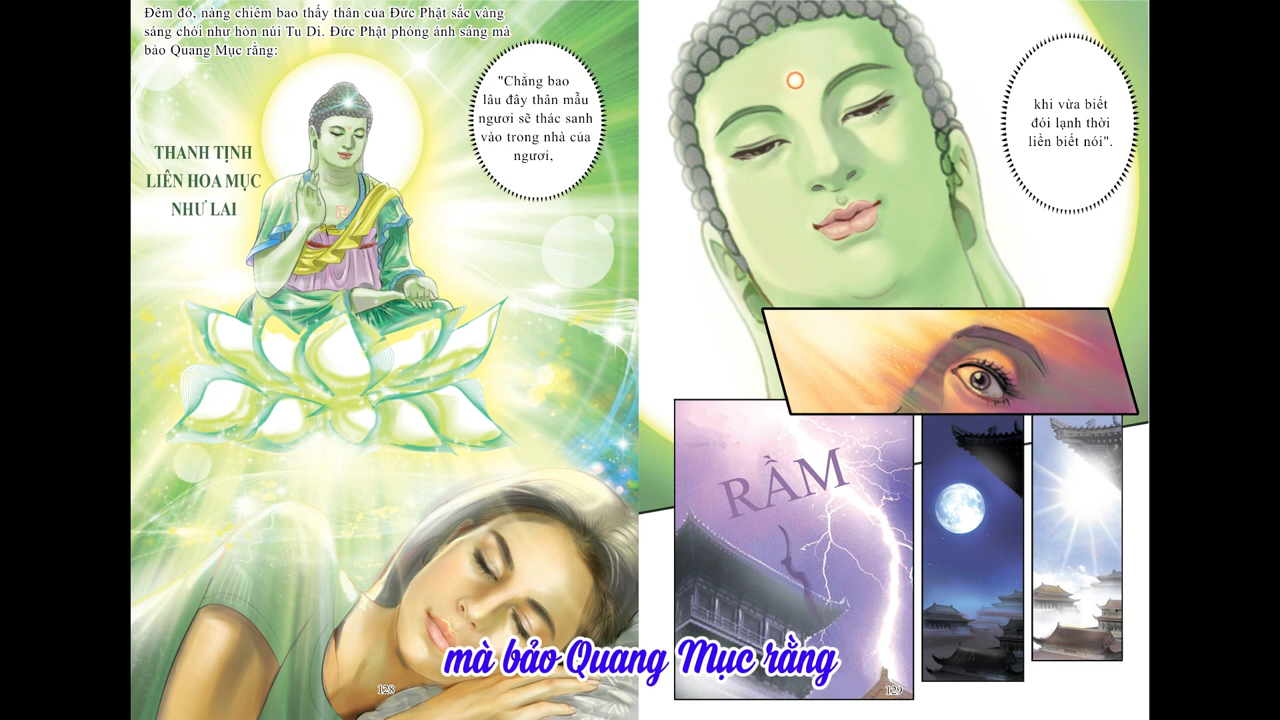 Đêm đó, nàng chiêm bao thấy thân của Đức Phật sắc vàng
sáng chói như hòn núi Tu Di. Đức Phật phóng ánh sáng mà
bảo Quang Mục rằng:
"Chẳng bao
lâu đây thân mẫu
ngươi sẽ thác sanh
vào trong nhà của
ngươi,
THANH TỊNH
LIÊN HOA MỤC
NHƯ LAI
128
khi vừa biết
đói lạnh thời
liền biết nói".
RẦM
129
mà bảo Quang Mục rằng